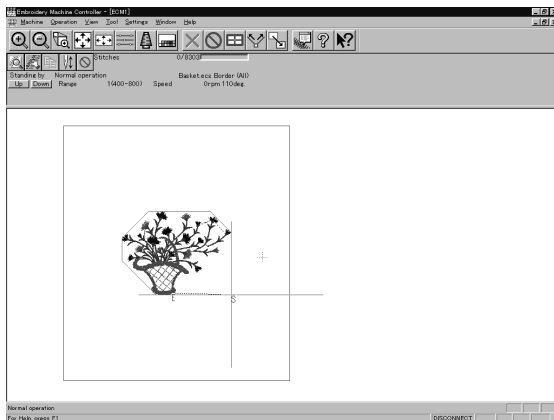 Embroidery Machine Controller - [ECM1]
Machine Operation View Tool Settings Window Help
Stitches 0/8303
Standing by Normal operation Basket.ecs Border (All)
Up Down Range 1(400-800) Speed 0rpm 110deg.
E S
Normal operation
For Help, press F1 DISCONNECT